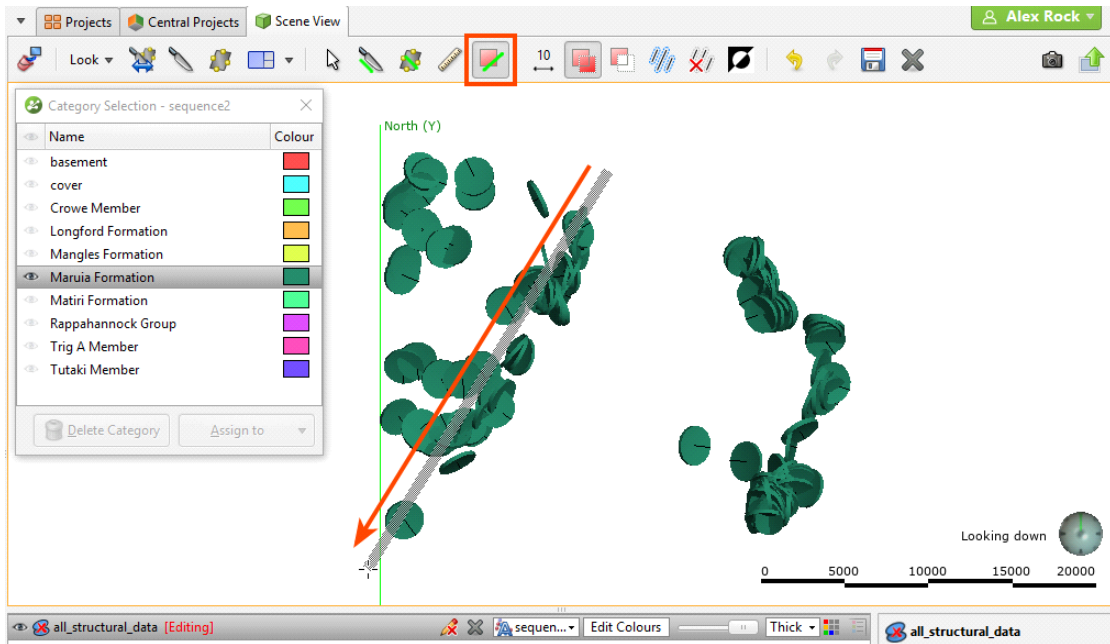 Projects Central Projects Scene View Alex Rock
Look 10
Category Selection - sequence2
Name Colour
basement
cover
Crowe Member
Longford Formation
Mangles Formation
Maruia Formation
Matiri Formation
Rappahannock Group
Trig A Member
Tutaki Member
Delete Category Assign to
North (Y)
Looking down
0 5000 10000 15000 20000
all_structural_data [Editing] sequen... Edit Colours Thick all_structural_data